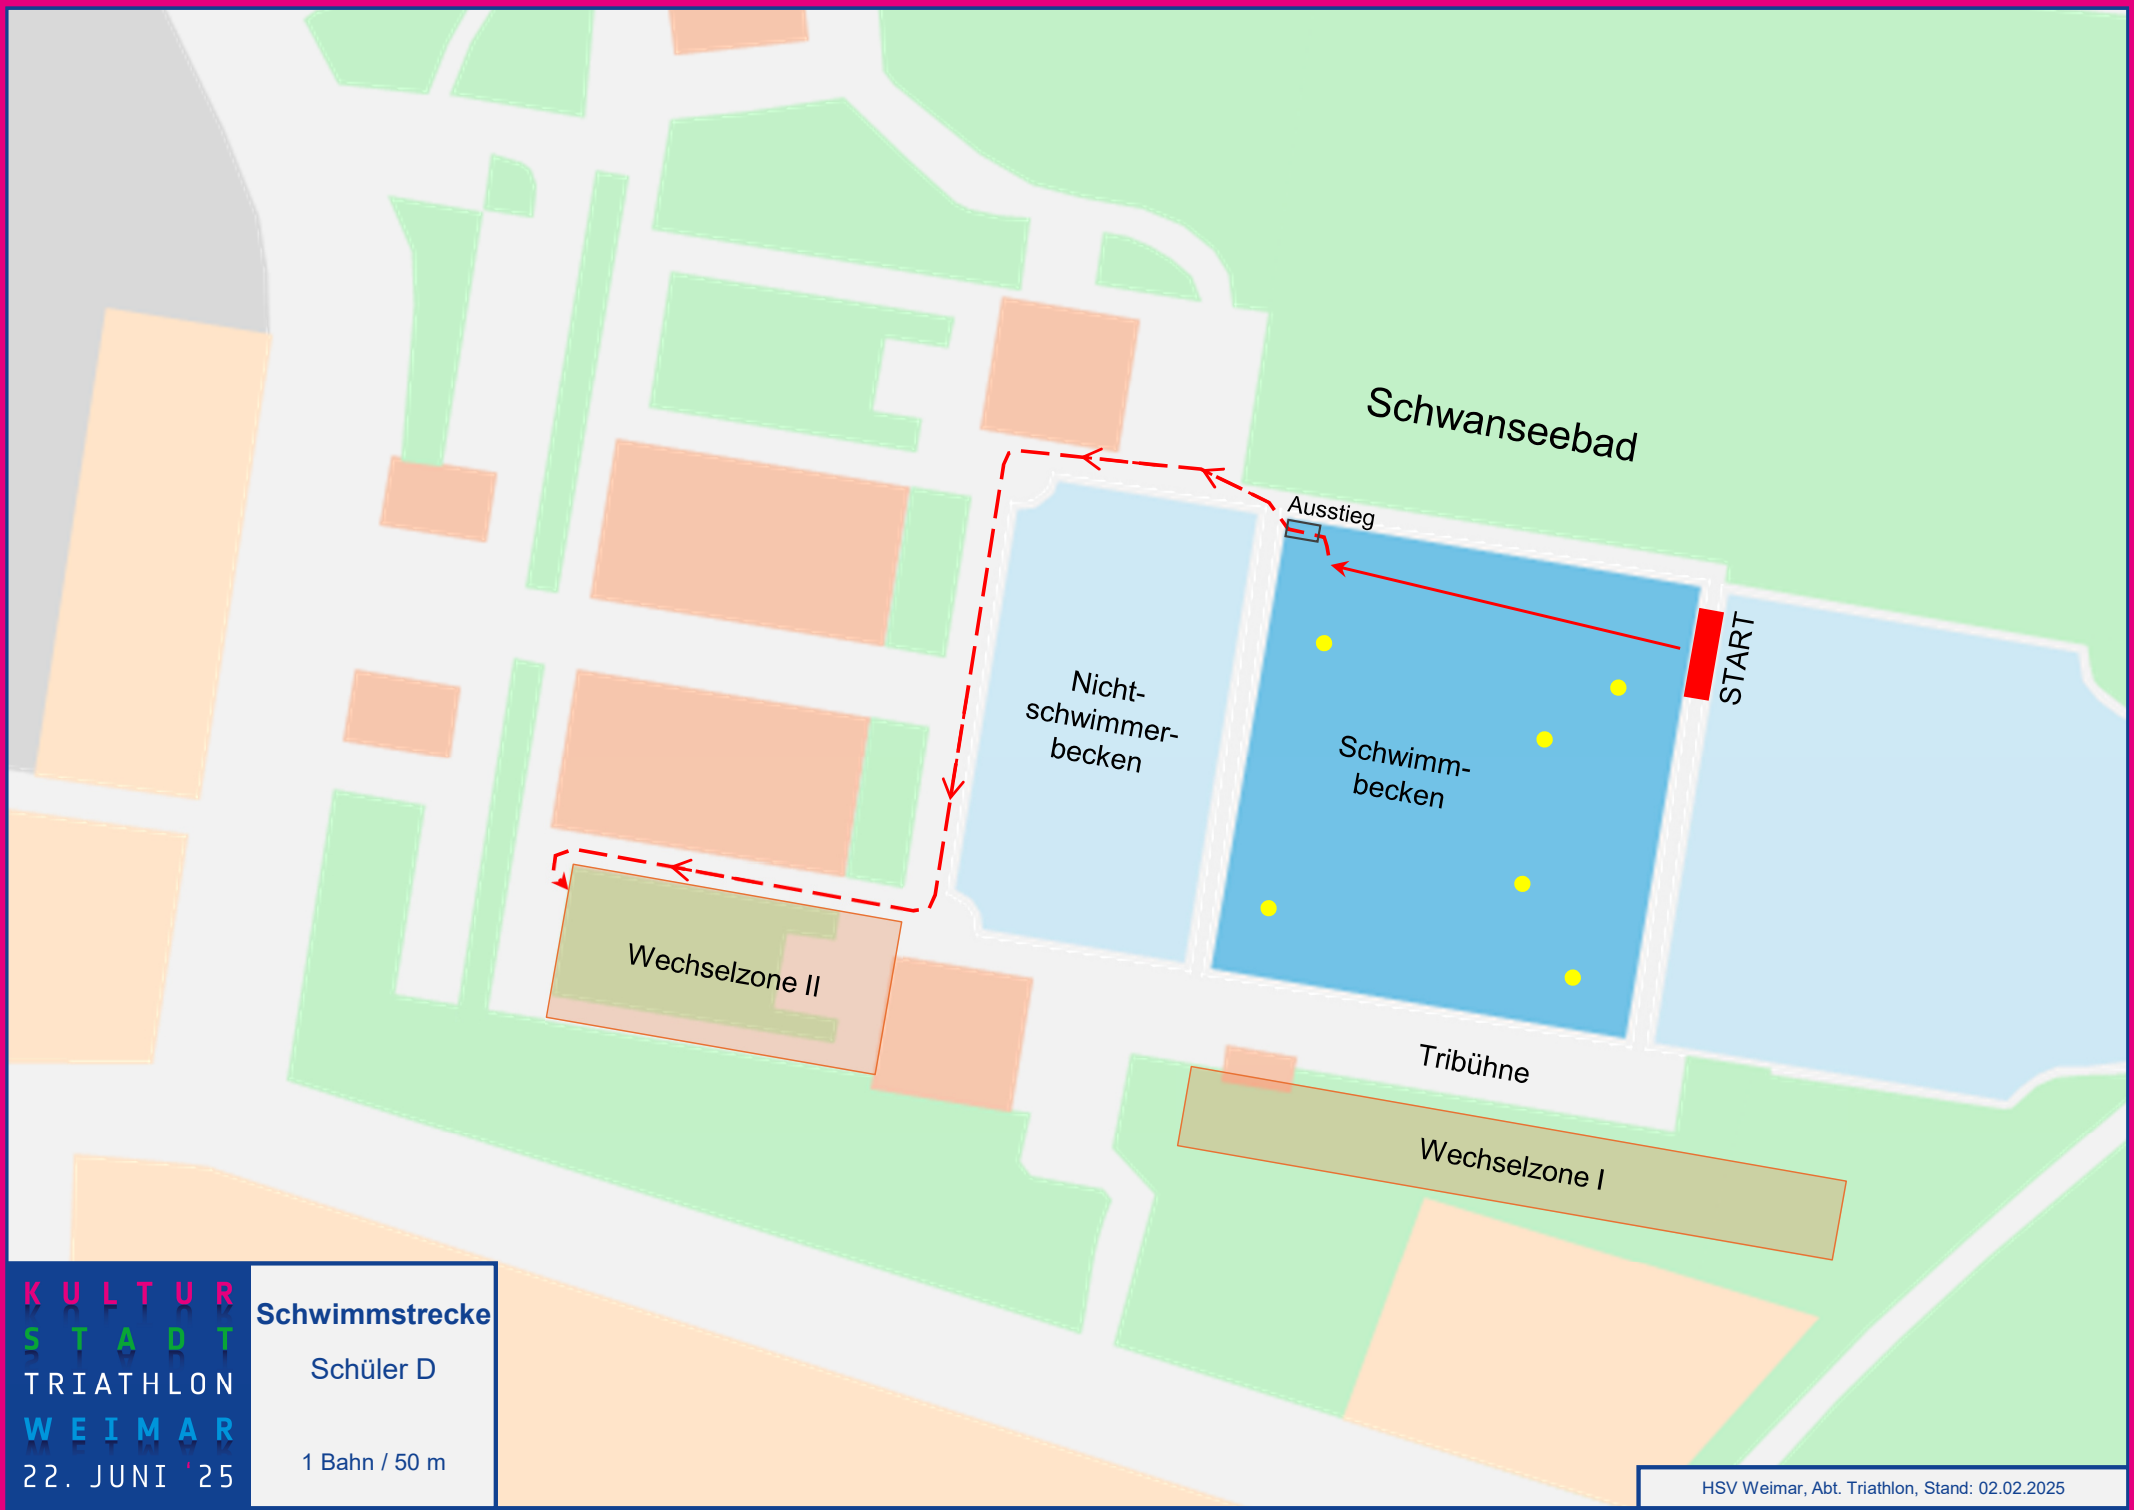 Schwanseebad
Ausstieg
START
Nicht-
schwimmer-
becken
Schwimm-
becken
Wechselzone II
Tribühne
Wechselzone I
KULTUR
STADT
TRIATHLON
WEIMAR
22. JUNI '25
Schwimmstrecke
Schüler D
1 Bahn / 50 m
HSV Weimar, Abt. Triathlon, Stand: 02.02.2025